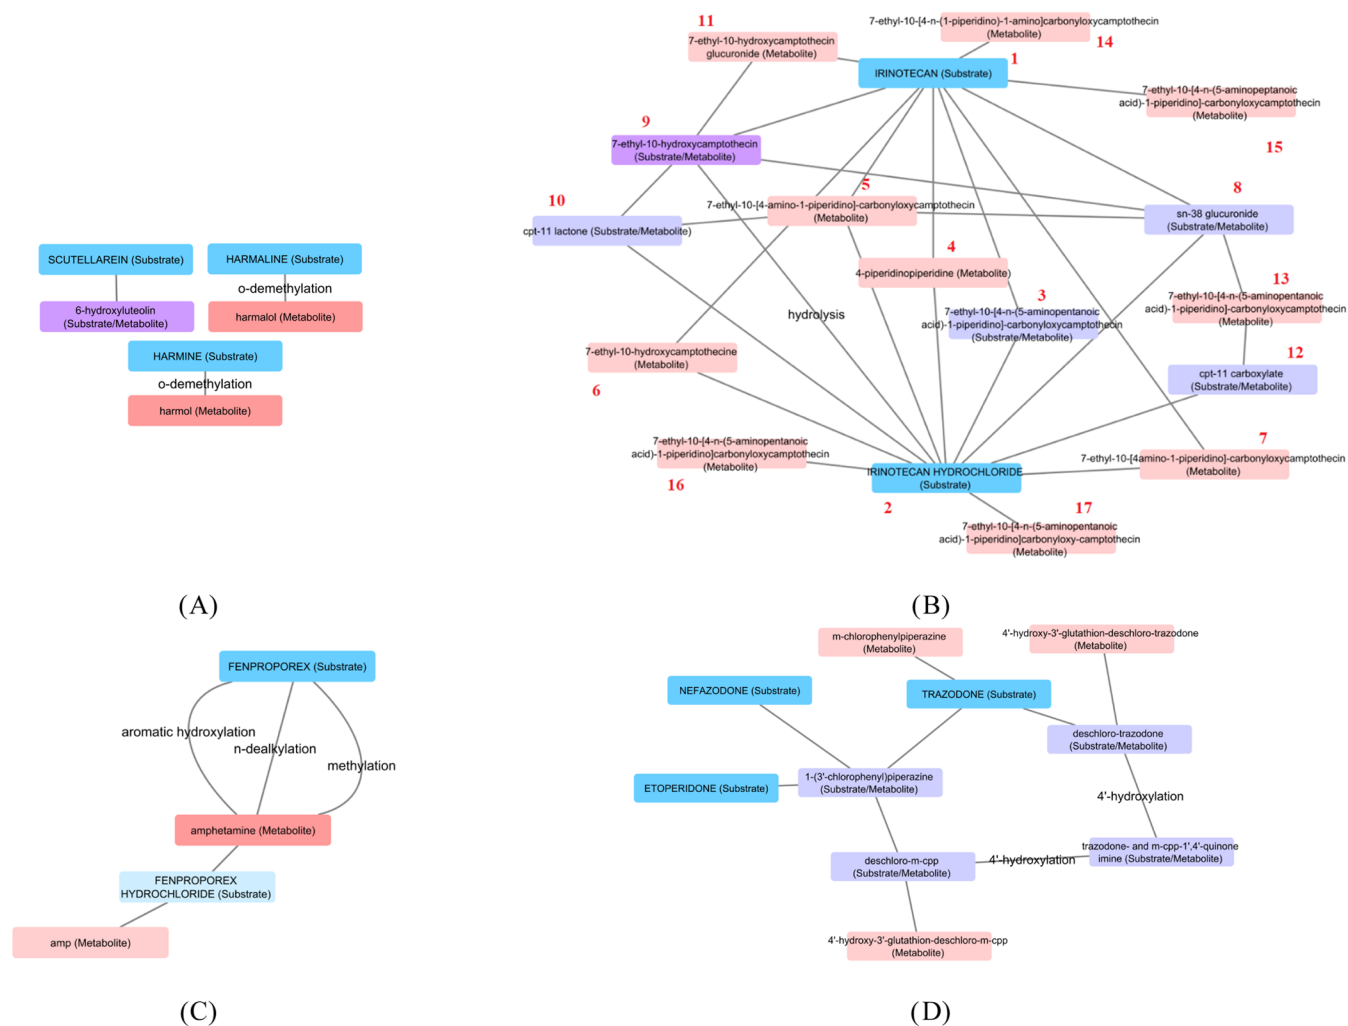 SCUTELLAREIN (Substrate)
HARMALINE (Substrate)
o-demethylation
6-hydroxyluteolin
(Substrate/Metabolite)
harmalol (Metabolite)
HARMINE (Substrate)
o-demethylation
harmol (Metabolite)
(A)
11
7-ethyl-10-hydroxycamptothecin
glucuronide (Metabolite)
7-ethyl-10-[4-n-(1-piperidino)-1-amino]carbonyloxycamptothecin
(Metabolite)
14
1
IRINOTECAN (Substrate)
7-ethyl-10-[4-n-(5-aminopeptanoic
acid)-1-piperidino]-carbonyloxycamptothecin
(Metabolite)
15
9
7-ethyl-10-hydroxycamptothecin
(Substrate/Metabolite)
5
7-ethyl-10-[4-amino-1-piperidino]-carbonyloxycamptothecin
(Metabolite)
8
sn-38 glucuronide
(Substrate/Metabolite)
10
cpt-11 lactone (Substrate/Metabolite)
4
4-piperidinopiperidine (Metabolite)
3
7-ethyl-10-[4-n-(5-aminopentanoic
acid)-1-piperidino]-carbonyloxycamptothecin
(Substrate/Metabolite)
13
7-ethyl-10-[4-n-(5-aminopentanoic
acid)-1-piperidino]-carbonyloxycamptothecin
(Metabolite)
hydrolysis
7-ethyl-10-hydroxycamptothecine
(Metabolite)
6
12
cpt-11 carboxylate
(Substrate/Metabolite)
7-ethyl-10-[4-n-(5-aminopentanoic
acid)-1-piperidino]carbonyloxycamptothecin
(Metabolite)
16
IRINOTECAN HYDROCHLORIDE
(Substrate)
2
7
7-ethyl-10-[4amino-1-piperidino]-carbonyloxycamptothecin
(Metabolite)
17
7-ethyl-10-[4-n-(5-aminopentanoic
acid)-1-piperidino]carbonyloxy-camptothecin
(Metabolite)
(B)
FENPROPOREX (Substrate)
aromatic hydroxylation
n-dealkylation
methylation
amphetamine (Metabolite)
FENPROPOREX
HYDROCHLORIDE (Substrate)
amp (Metabolite)
(C)
m-chlorophenylpiperazine
(Metabolite)
4'-hydroxy-3'-glutathion-deschloro-trazodone
(Metabolite)
NEFAZODONE (Substrate)
TRAZODONE (Substrate)
deschloro-trazodone
(Substrate/Metabolite)
ETOPERIDONE (Substrate)
1-(3'-chlorophenyl)piperazine
(Substrate/Metabolite)
4'-hydroxylation
deschloro-m-cpp
(Substrate/Metabolite)
4'-hydroxylation
trazodone- and m-cpp-1',4'-quinone
imine (Substrate/Metabolite)
4'-hydroxy-3'-glutathion-deschloro-m-cpp
(Metabolite)
(D)